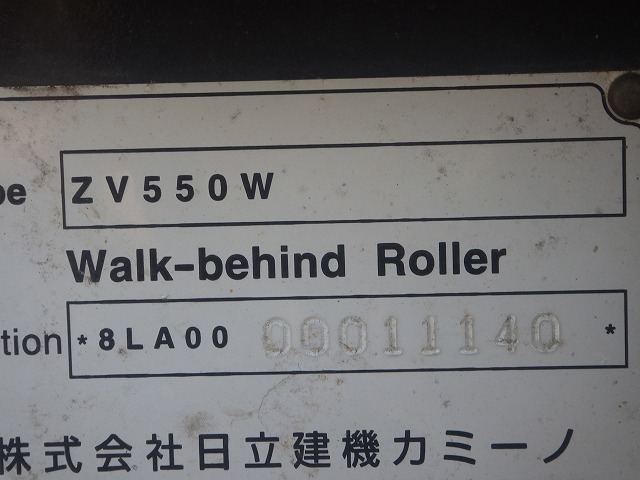 pe ZV550W
Walk-behind Roller
tion *8LA00 00011140 *
株式会社日立建機カミーノ